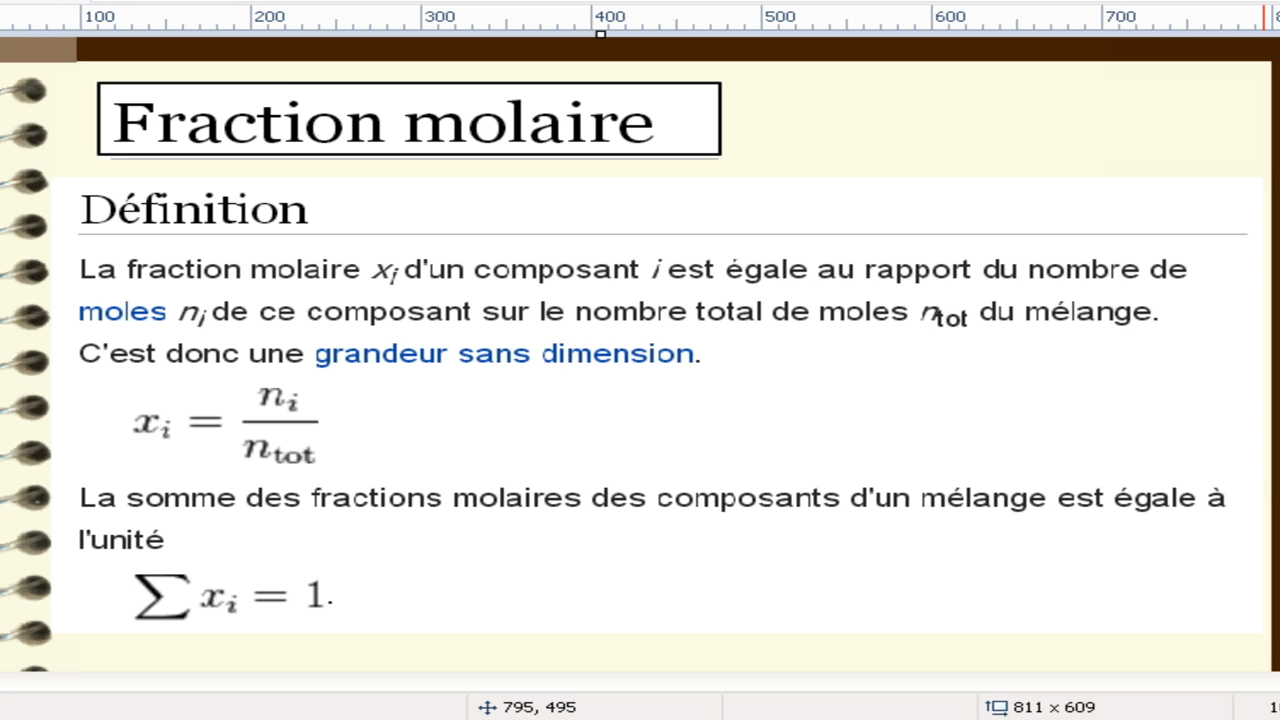 100 200 300 400 500 600 700
Fraction molaire
Définition
La fraction molaire xi d'un composant i est égale au rapport du nombre de
moles ni de ce composant sur le nombre total de moles ntot du mélange.
C'est donc une grandeur sans dimension.
xi = ni / ntot
La somme des fractions molaires des composants d'un mélange est égale à
l'unité
∑ xi = 1.
795, 495 811 x 609